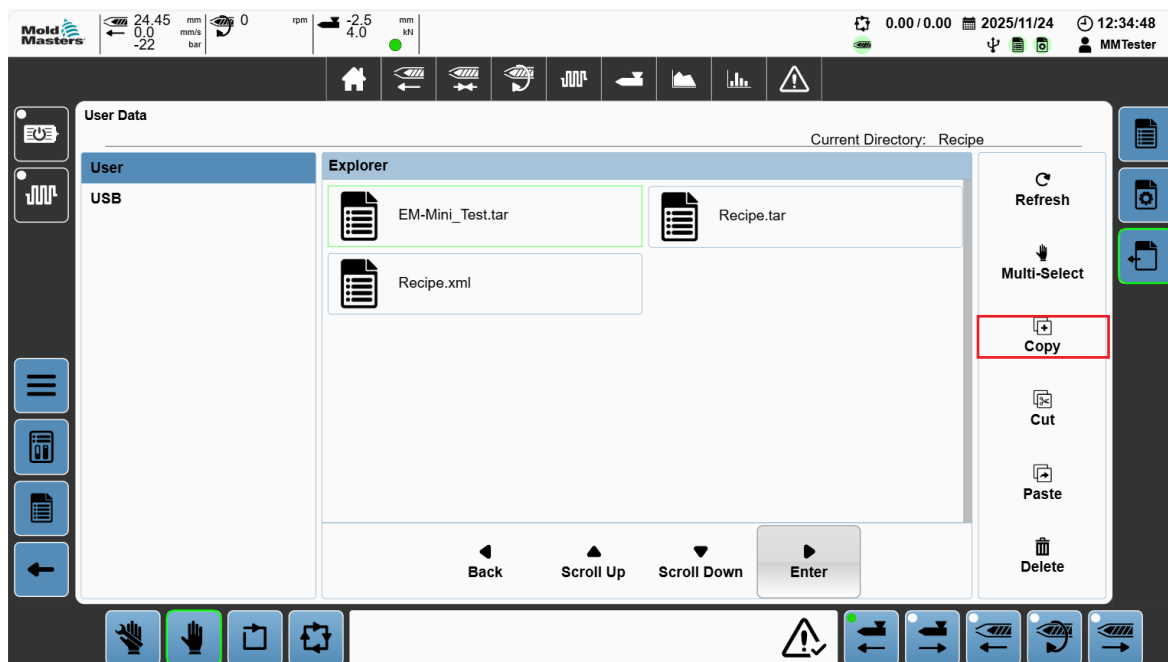 Mold
Masters
24.45 mm
0.0 mm/s
-22 bar
0 rpm
-2.5 mm
4.0 kN
0.00 / 0.00
2025/11/24
12:34:48
MMTester
User Data
Current Directory: Recipe
User
USB
Explorer
EM-Mini_Test.tar
Recipe.tar
Recipe.xml
Refresh
Multi-Select
Copy
Cut
Paste
Delete
Back
Scroll Up
Scroll Down
Enter